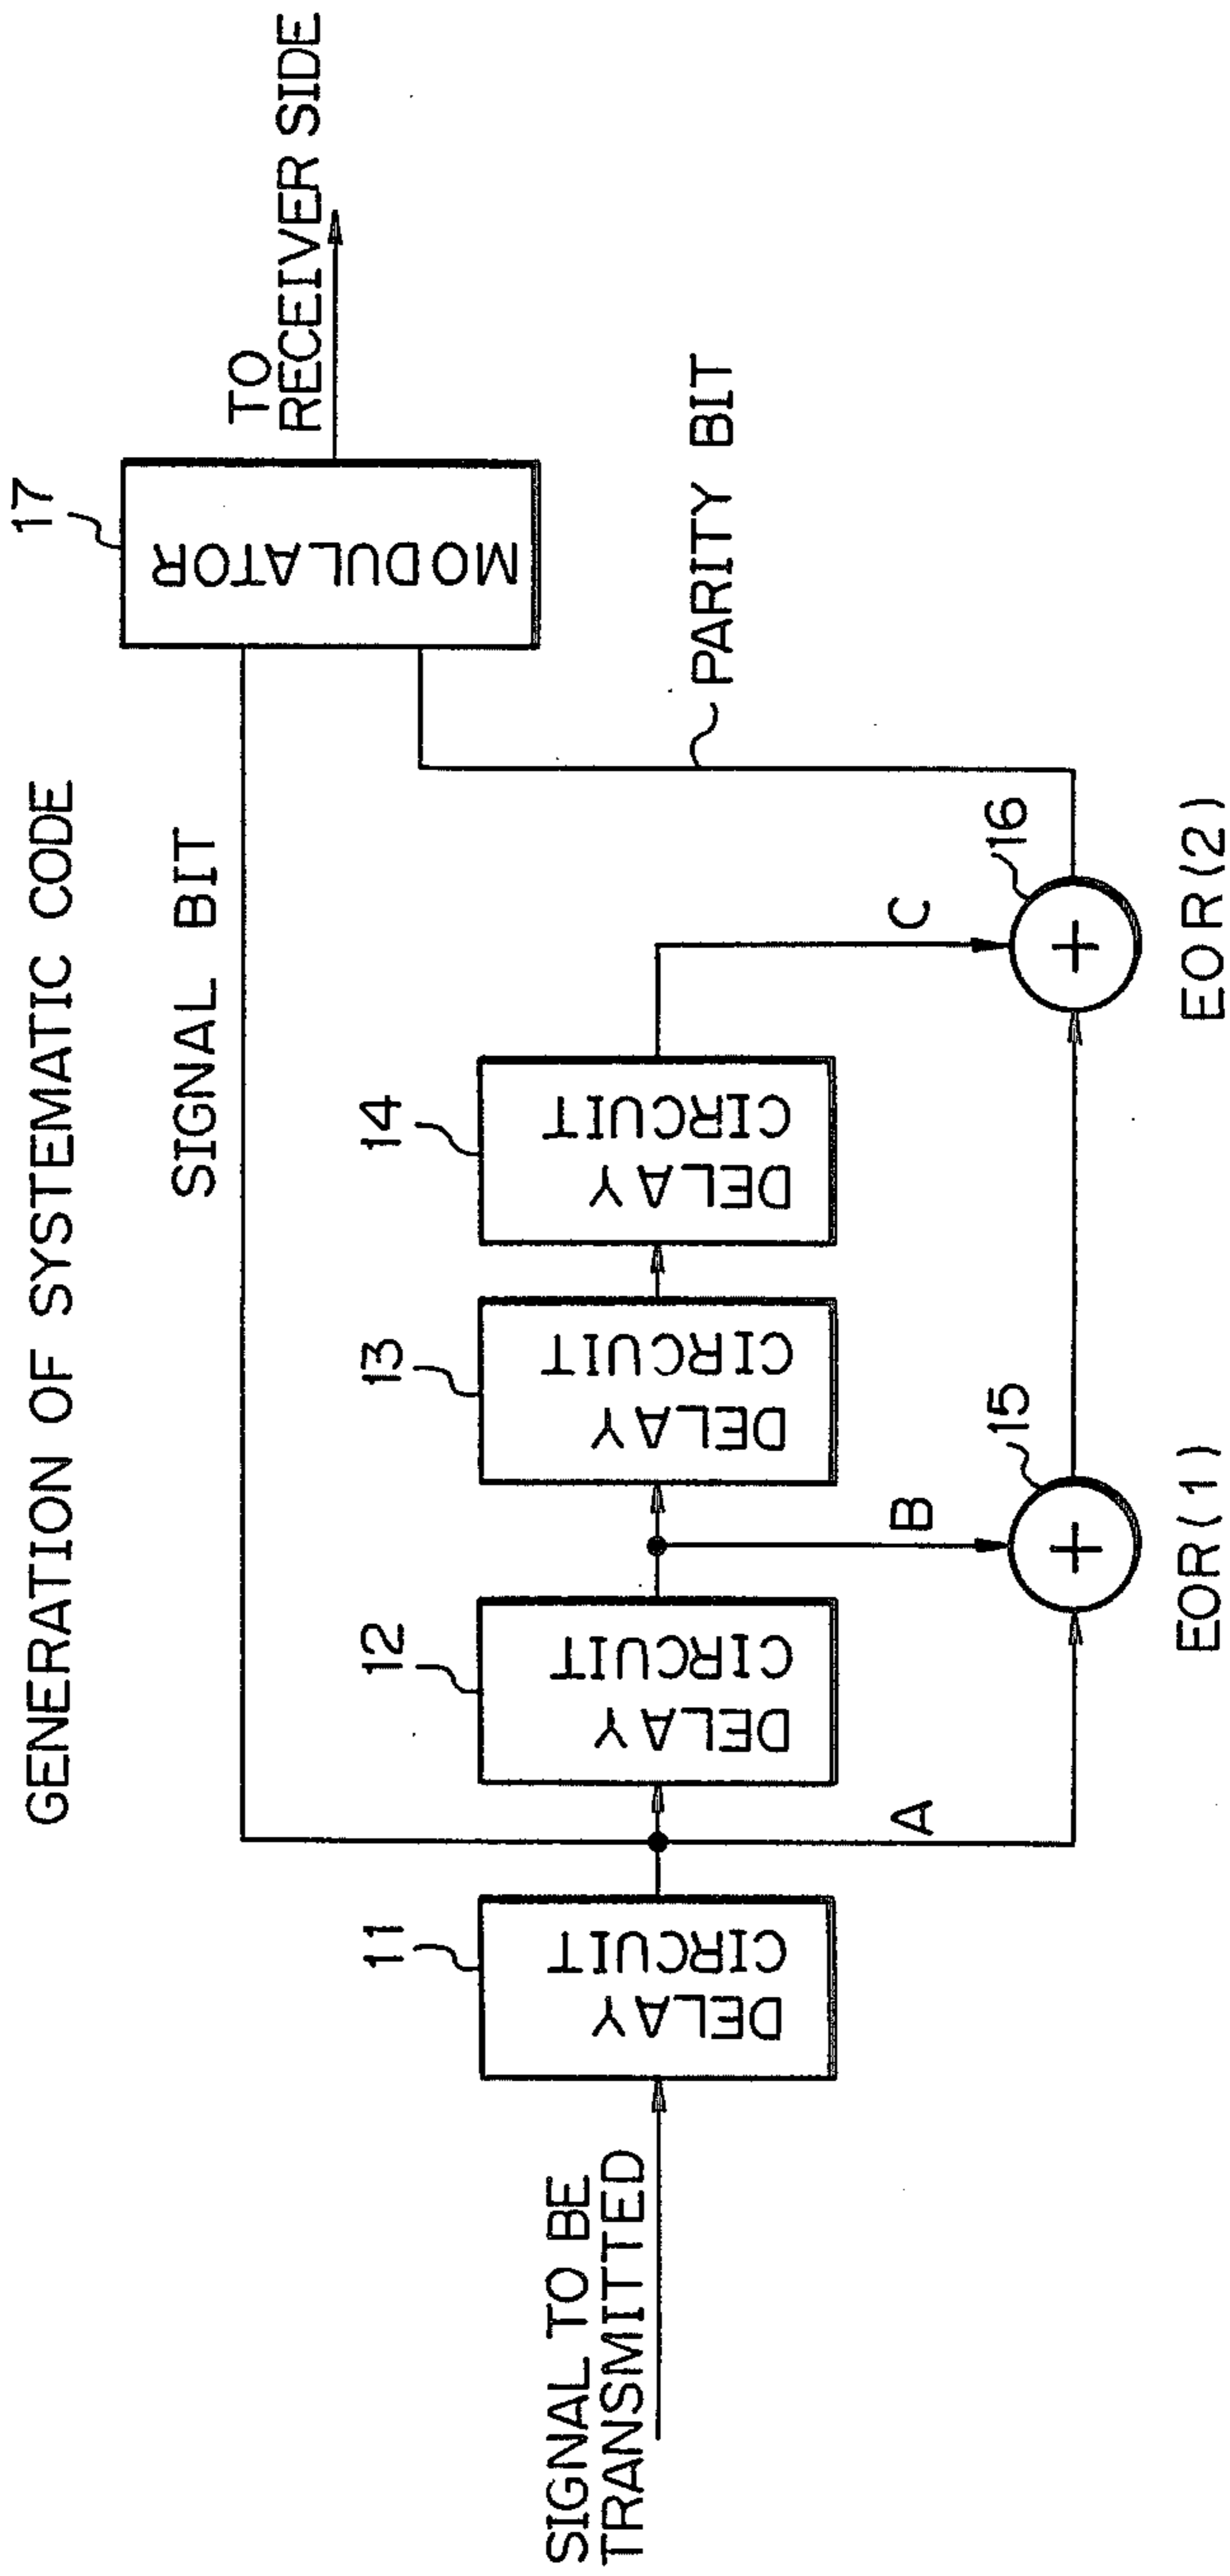 GENERATION OF SYSTEMATIC CODE
SIGNAL BIT
17
MODULATOR
TO
RECEIVER SIDE
11
12
13
14
SIGNAL TO BE
TRANSMITTED
DELAY
CIRCUIT
DELAY
CIRCUIT
DELAY
CIRCUIT
DELAY
CIRCUIT
PARITY BIT
A
B
C
15
+
16
+
EOR(1)
EOR(2)